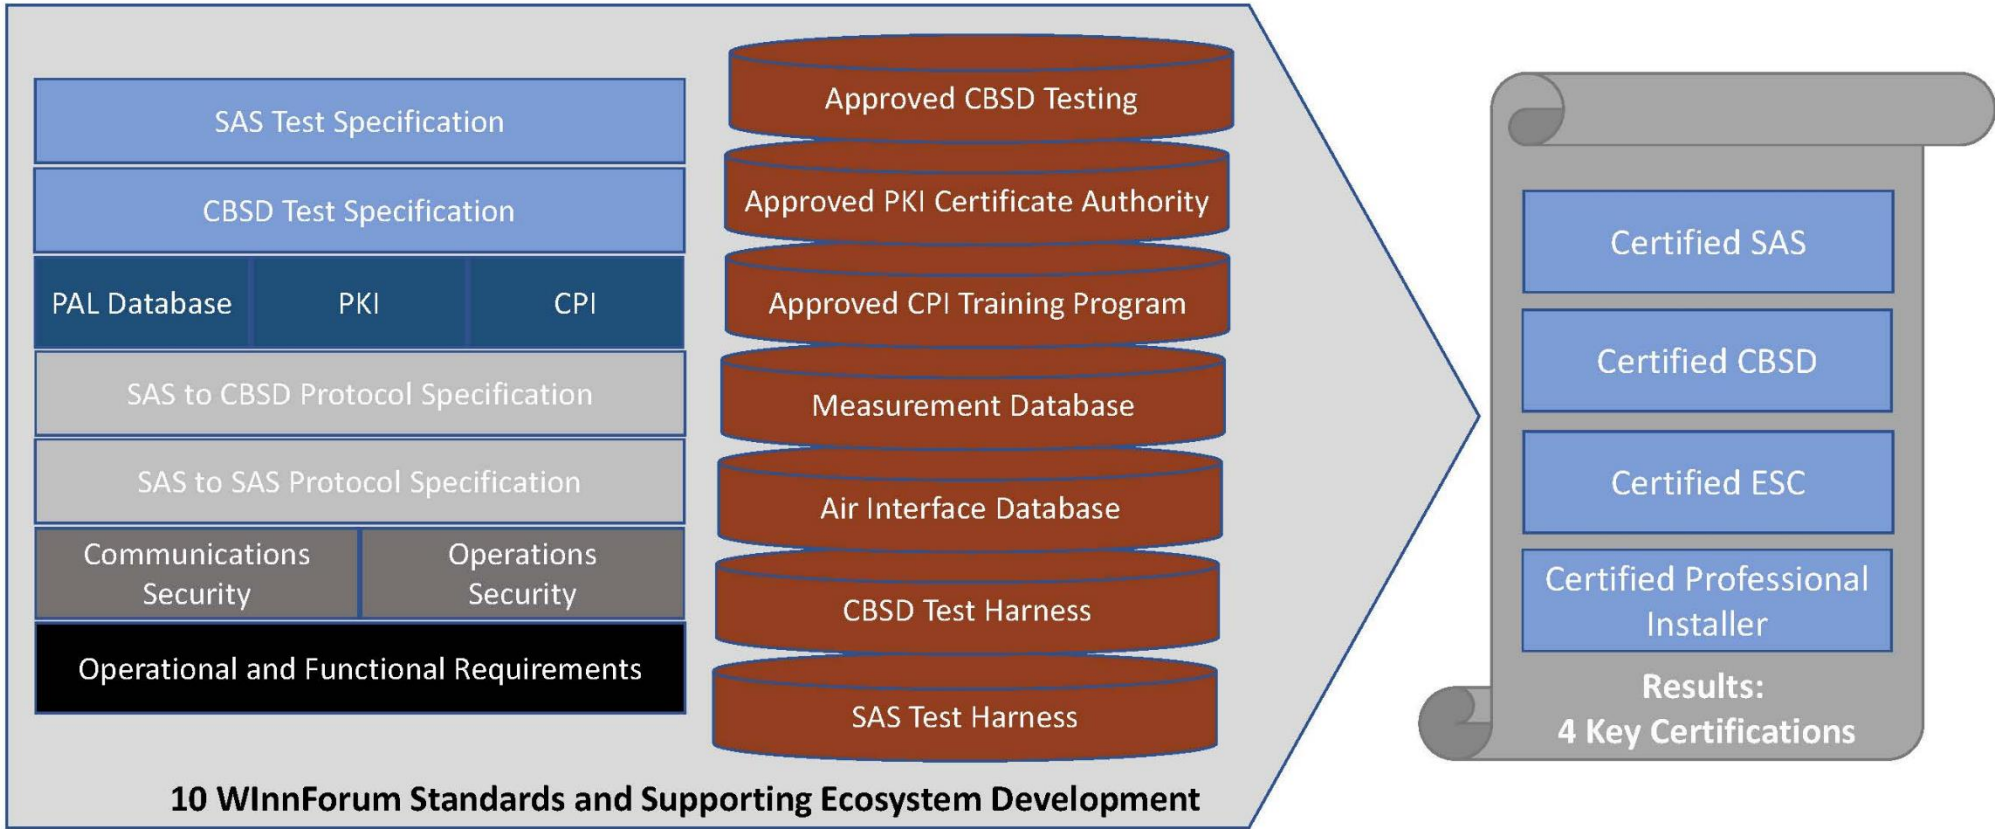 SAS Test Specification
CBSD Test Specification
PAL Database
PKI
CPI
SAS to CBSD Protocol Specification
SAS to SAS Protocol Specification
Communications
Security
Operations
Security
Operational and Functional Requirements
Approved CBSD Testing
Approved PKI Certificate Authority
Approved CPI Training Program
Measurement Database
Air Interface Database
CBSD Test Harness
SAS Test Harness
10 WInnForum Standards and Supporting Ecosystem Development
Certified SAS
Certified CBSD
Certified ESC
Certified Professional
Installer
Results:
4 Key Certifications